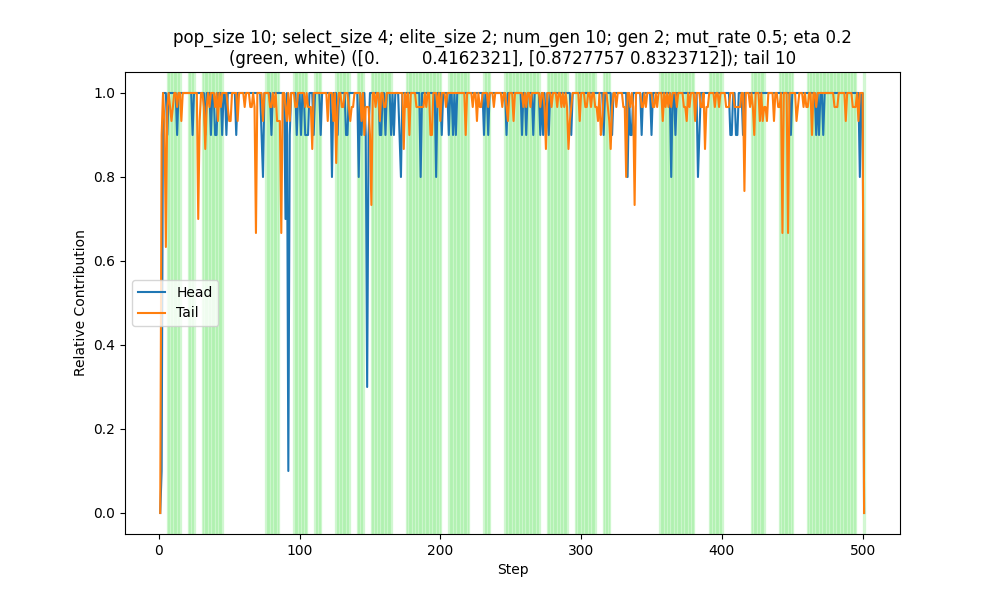 pop_size 10; select_size 4; elite_size 2; num_gen 10; gen 2; mut_rate 0.5; eta 0.2
(green, white) ([0. 0.4162321], [0.8727757 0.8323712]); tail 10
1.0
0.8
0.6
0.4
0.2
0.0
Relative Contribution
Head
Tail
0 100 200 300 400 500
Step